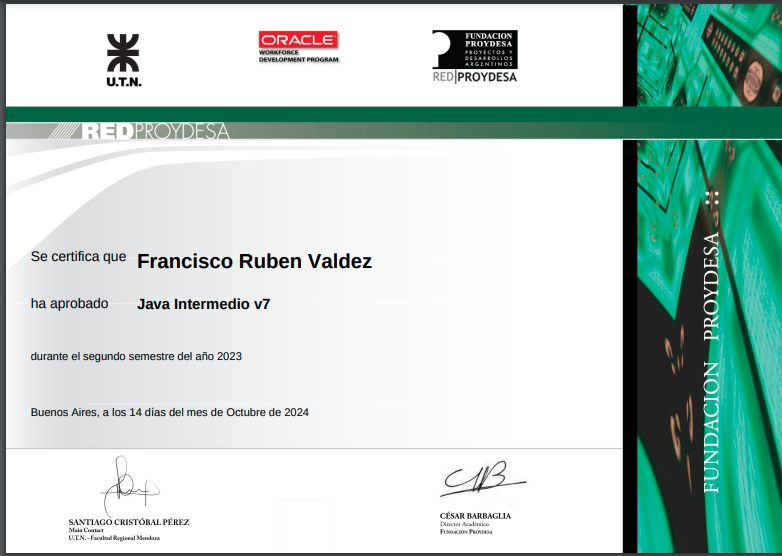 U.T.N.
ORACLE
WORKFORCE
DEVELOPMENT PROGRAM
FUNDACION
PROYDESA
PROYECTOS Y
DESARROLLOS
ARGENTINOS
RED|PROYDESA
REDPROYDESA
Se certifica que Francisco Ruben Valdez
ha aprobado Java Intermedio v7
durante el segundo semestre del año 2023
Buenos Aires, a los 14 días del mes de Octubre de 2024
SANTIAGO CRISTÓBAL PÉREZ
Main Contact
U.T.N. - Facultad Regional Mendoza
CÉSAR BARBAGLIA
Director Académico
FUNDACIÓN PROYDESA
FUNDACION PROYDESA